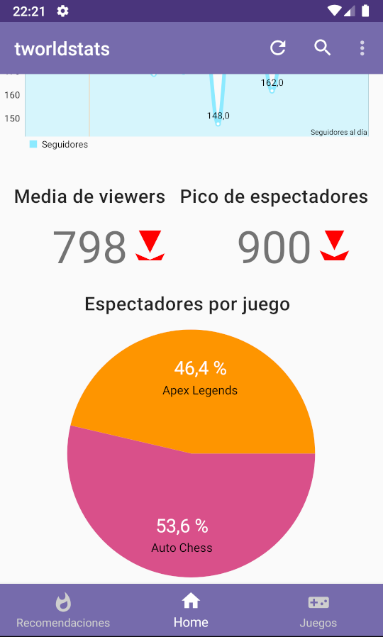 22:21
tworldstats
160
162,0
150
148,0
Seguidores al día
Seguidores
Media de viewers Pico de espectadores
798 900
Espectadores por juego
46,4 %
Apex Legends
53,6 %
Auto Chess
Recomendaciones Home Juegos